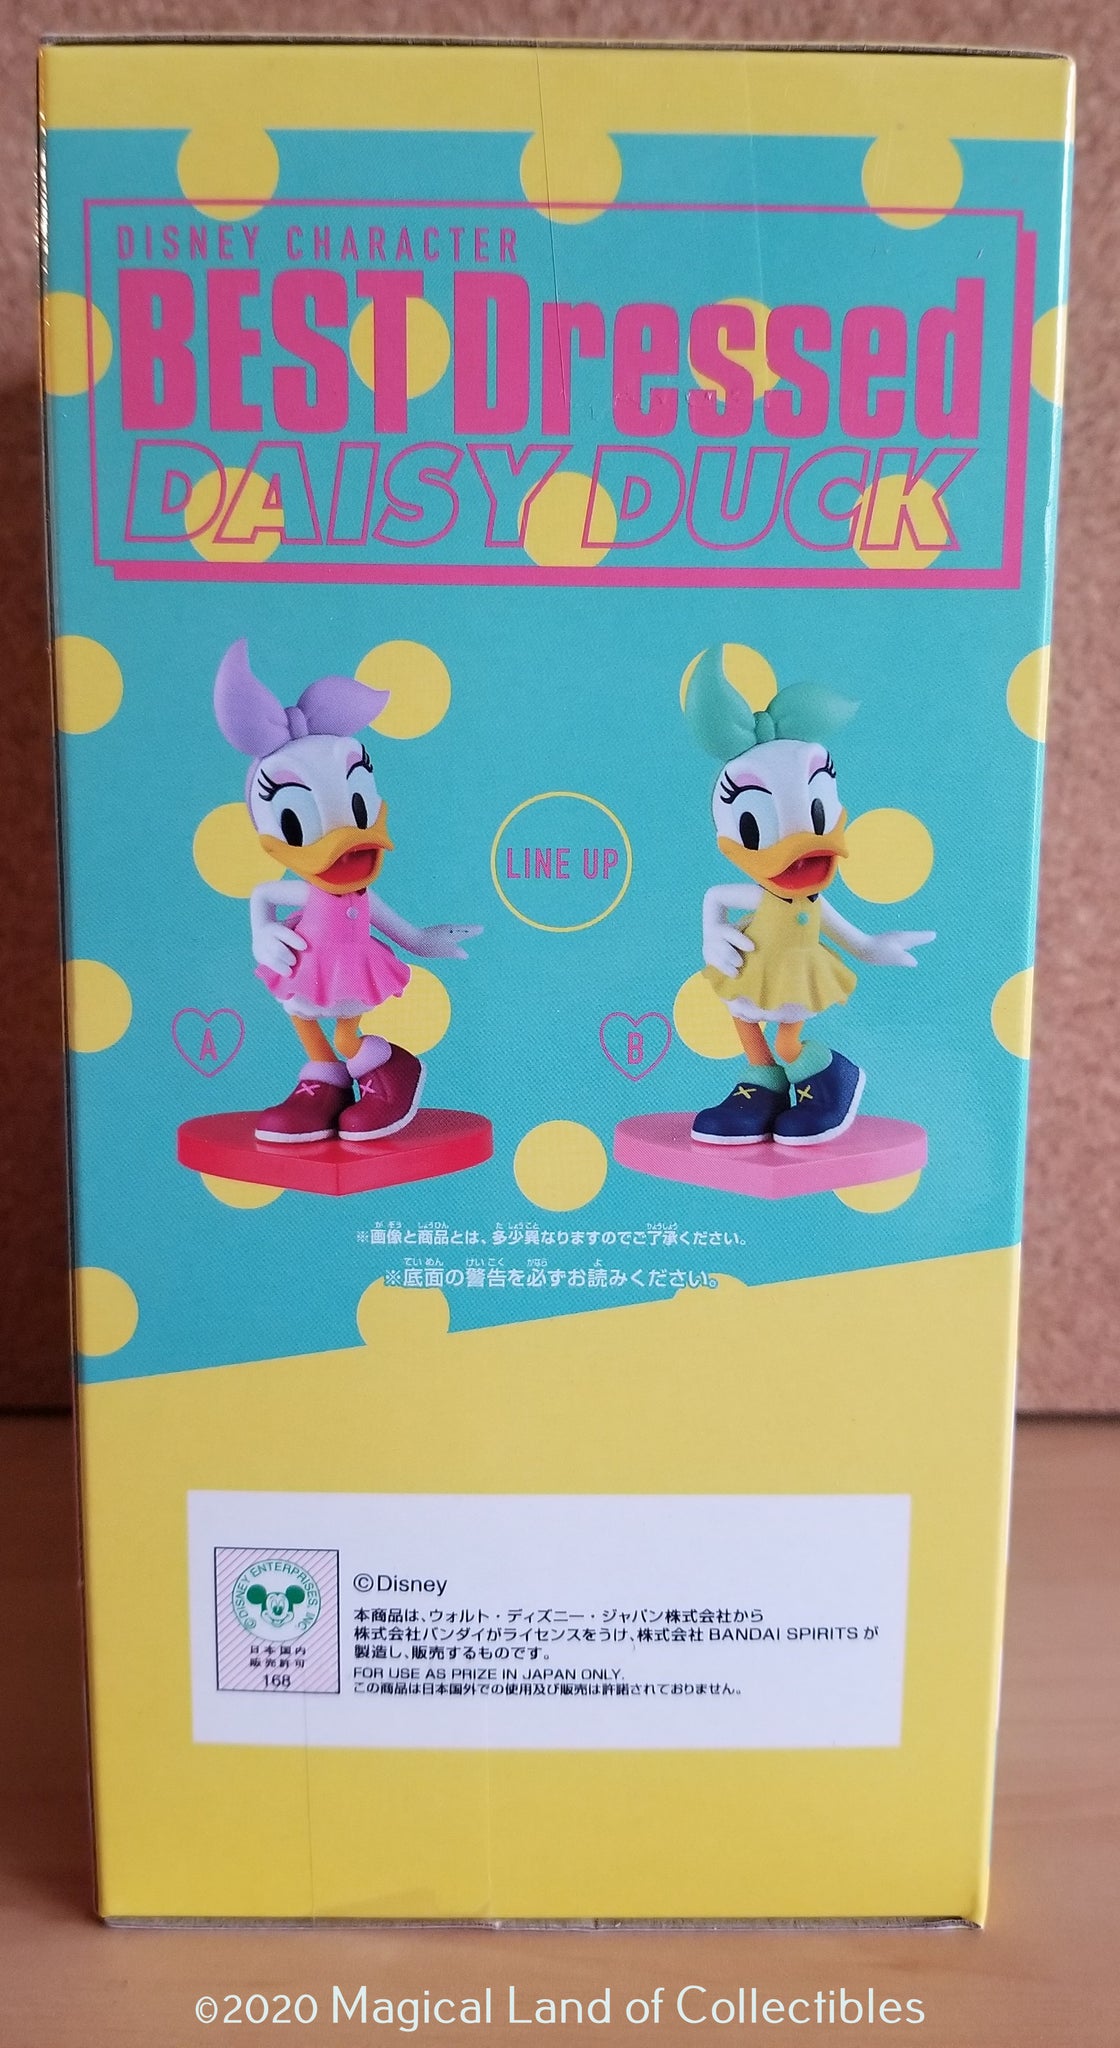 DISNEY CHARACTER
BEST Dressed
DAISY DUCK
LINE UP
A
B
※画像と商品とは、多少異なりますのでご了承ください。
※底面の警告を必ずお読みください。
©DISNEY ENTERPRISES, INC
日本国内
販売許可
168
©Disney
本商品は、ウォルト・ディズニー・ジャパン株式会社から
株式会社バンダイがライセンスをうけ、株式会社 BANDAI SPIRITS が
製造し、販売するものです。
FOR USE AS PRIZE IN JAPAN ONLY.
この商品は日本国外での使用及び販売は許諾されておりません。
©2020 Magical Land of Collectibles